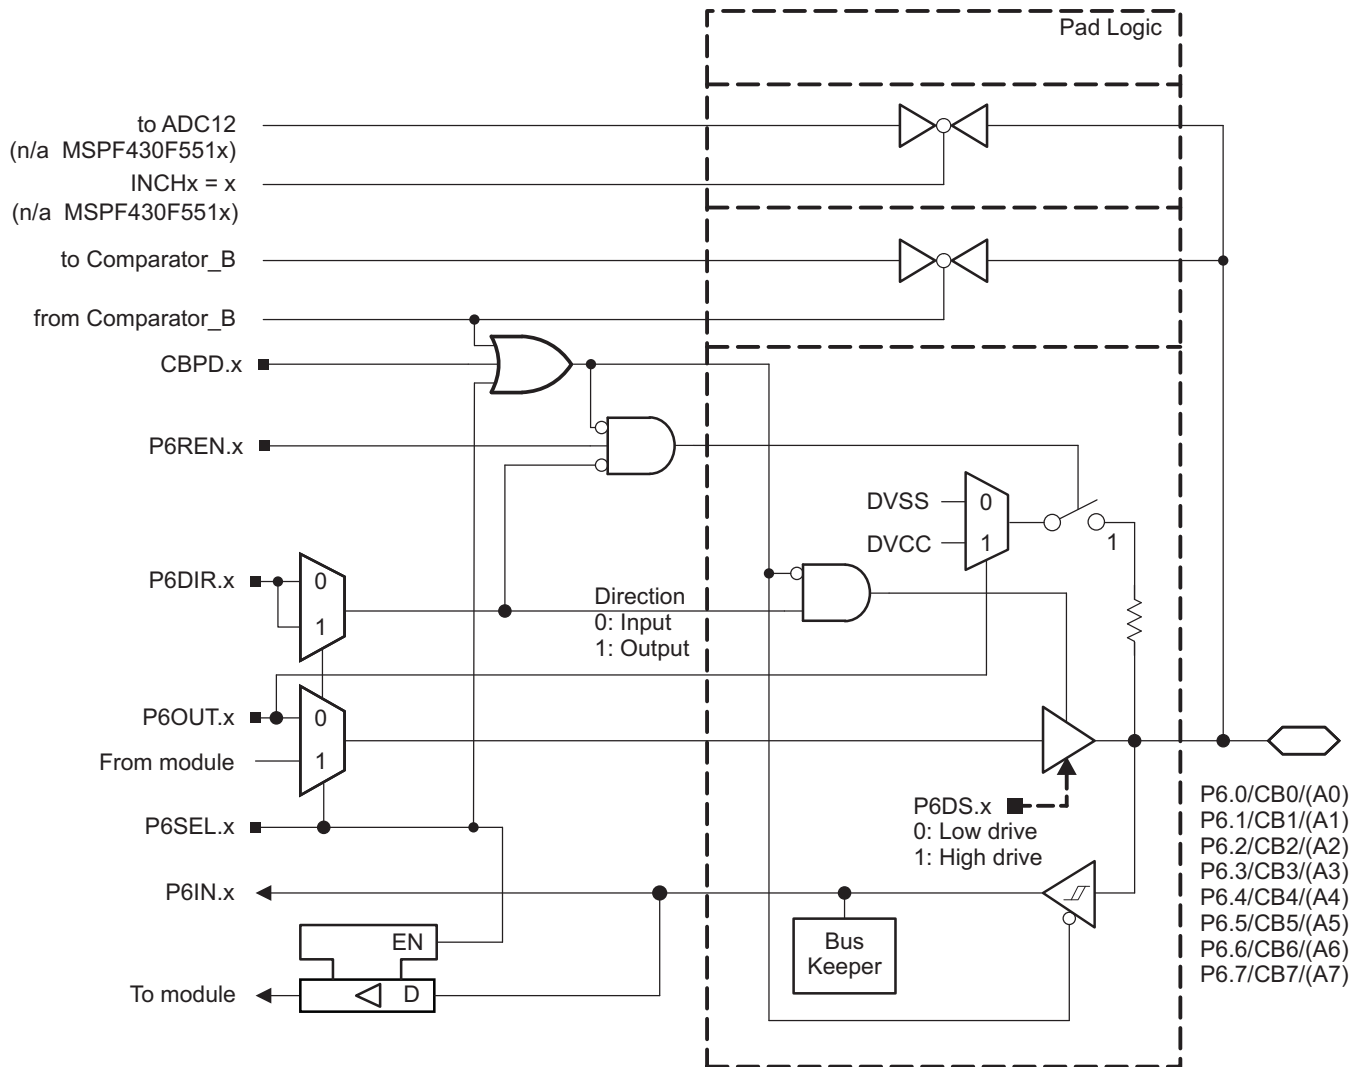 Pad Logic
to ADC12
(n/a MSPF430F551x)
INCHx = x
(n/a MSPF430F551x)
to Comparator_B
from Comparator_B
CBPD.x
P6REN.x
DVSS
0
DVCC
1
1
P6DIR.x
0
1
Direction
0: Input
1: Output
P6OUT.x
0
From module
1
P6SEL.x
P6DS.x
0: Low drive
1: High drive
P6.0/CB0/(A0)
P6.1/CB1/(A1)
P6.2/CB2/(A2)
P6.3/CB3/(A3)
P6.4/CB4/(A4)
P6.5/CB5/(A5)
P6.6/CB6/(A6)
P6.7/CB7/(A7)
P6IN.x
Bus
Keeper
EN
To module
D